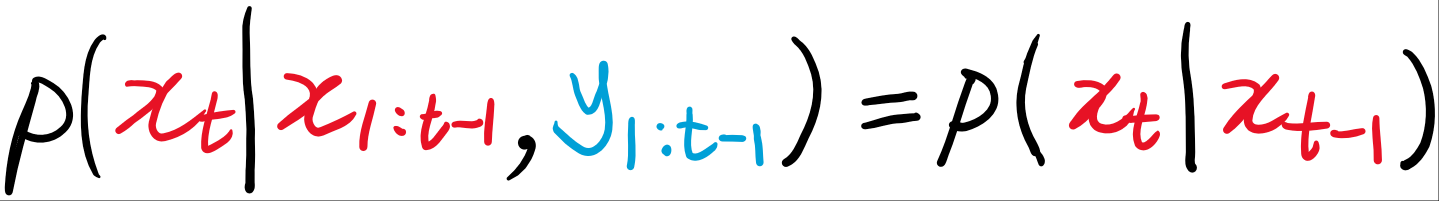 p(x_t|x_{1:t-1}, y_{1:t-1}) = p(x_t|x_{t-1})